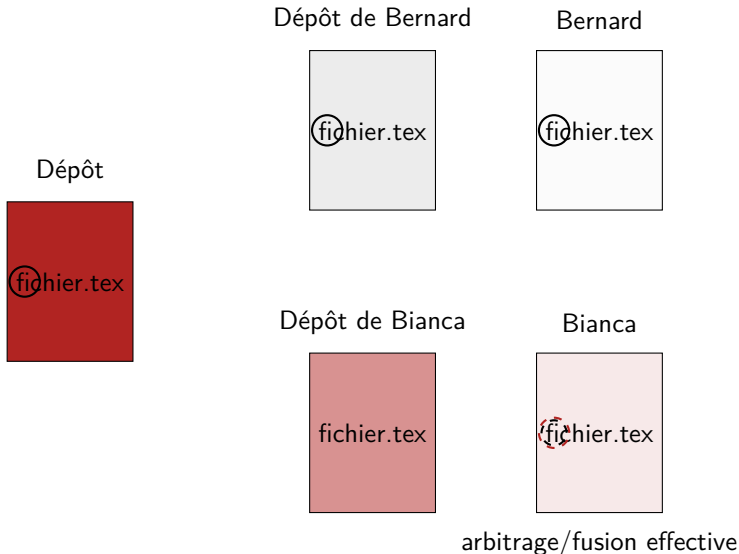 Dépôt de Bernard
Bernard
fichier.tex
fichier.tex
Dépôt
fichier.tex
Dépôt de Bianca
Bianca
fichier.tex
fichier.tex
arbitrage/fusion effective